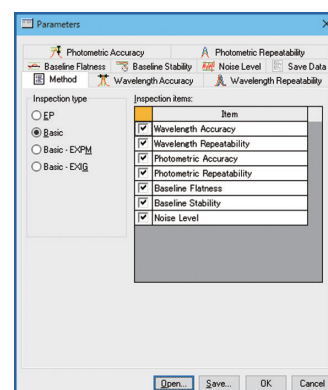 Parameters
Photometric Accuracy Photometric Repeatability
Baseline Flatness Baseline Stability Noise Level Save Data
Method Wavelength Accuracy Wavelength Repeatability
Inspection type
EP
Basic
Basic - EXPM
Basic - EXIG
Inspection items:
Item
Wavelength Accuracy
Wavelength Repeatability
Photometric Accuracy
Photometric Repeatability
Baseline Flatness
Baseline Stability
Noise Level
Open... Save... OK Cancel